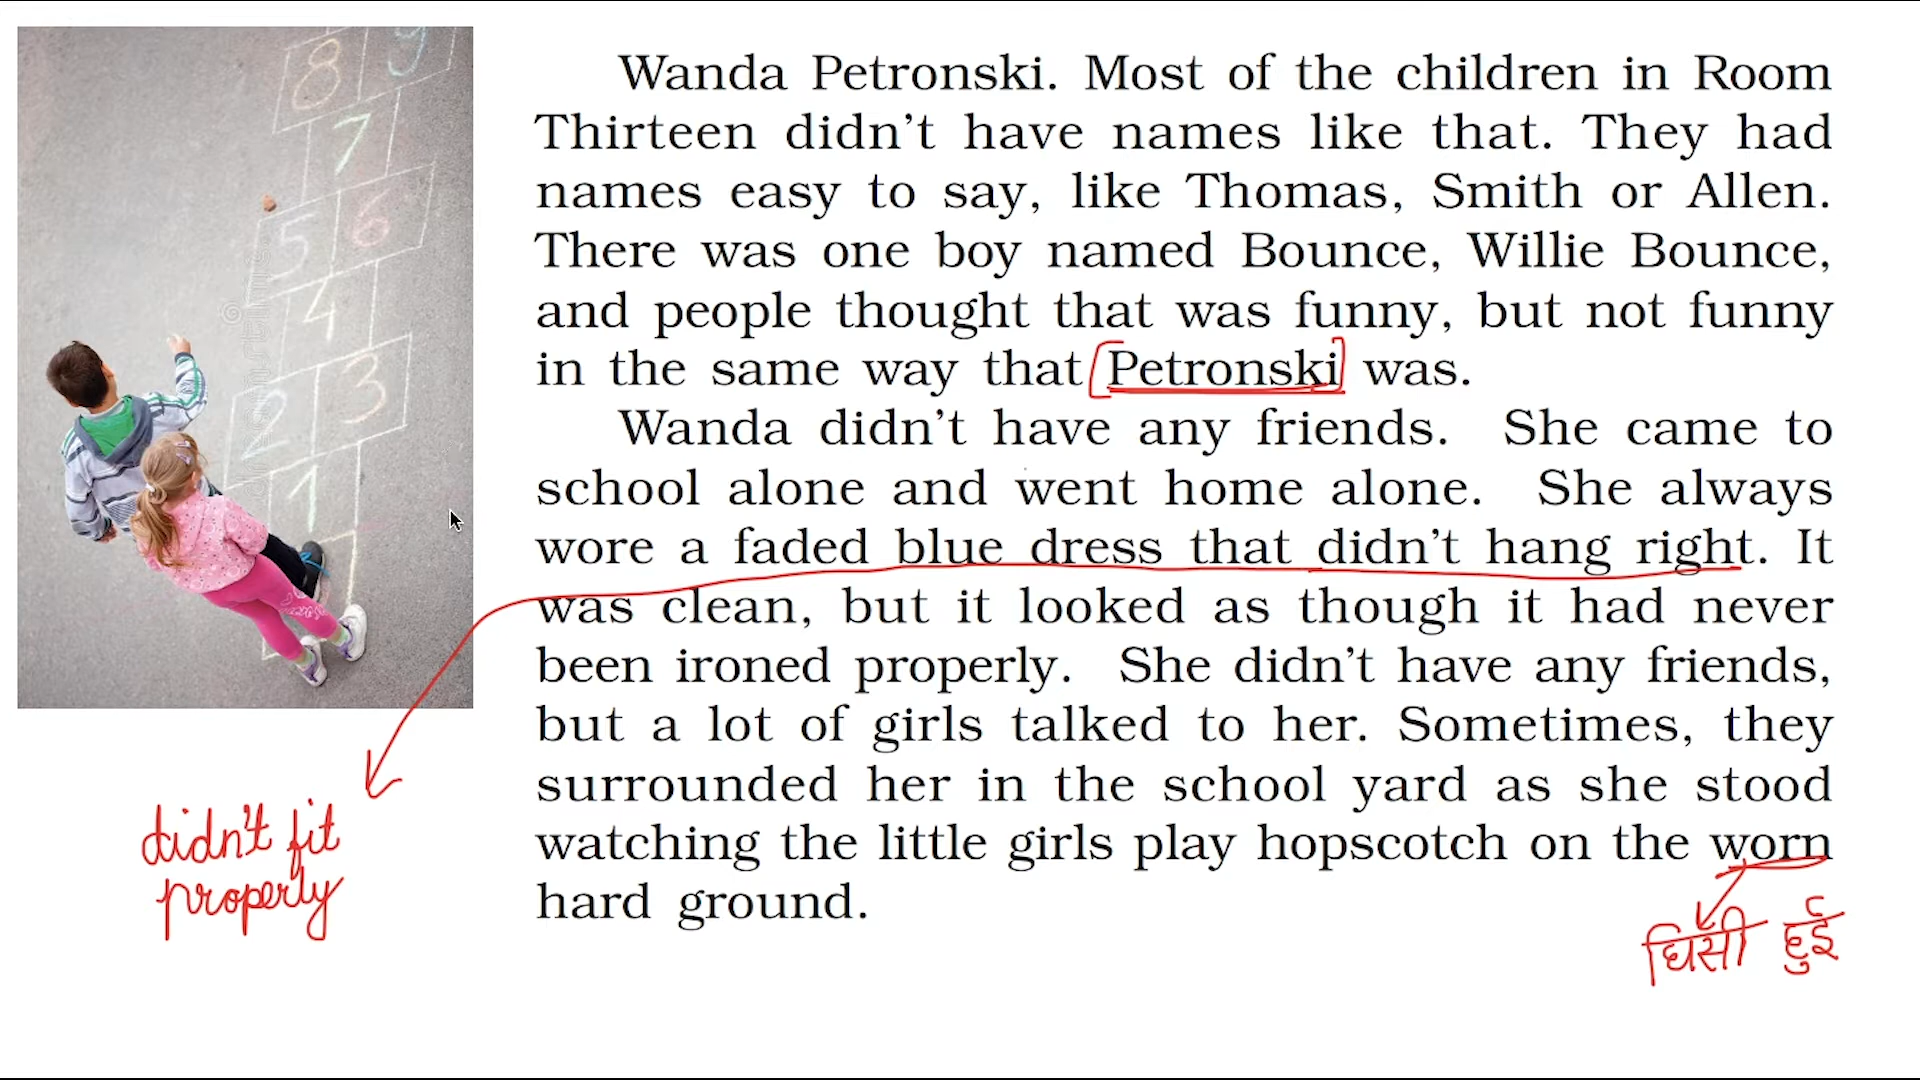 Wanda Petronski. Most of the children in Room
Thirteen didn't have names like that. They had
names easy to say, like Thomas, Smith or Allen.
There was one boy named Bounce, Willie Bounce,
and people thought that was funny, but not funny
in the same way that Petronski was.
Wanda didn't have any friends. She came to
school alone and went home alone. She always
wore a faded blue dress that didn't hang right. It
was clean, but it looked as though it had never
been ironed properly. She didn't have any friends,
but a lot of girls talked to her. Sometimes, they
surrounded her in the school yard as she stood
watching the little girls play hopscotch on the worn
hard ground.
didn't fit
properly
घिसी हुई
8 9
7
5 6
4
2 3
1